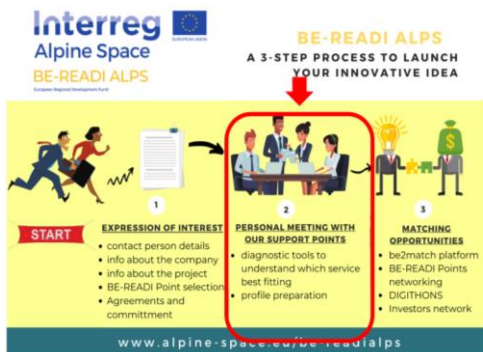 Interreg
EUROPEAN UNION
Alpine Space
BE-READI ALPS
European Regional Development Fund
BE-READI ALPS
A 3-STEP PROCESS TO LAUNCH
YOUR INNOVATIVE IDEA
START
1
EXPRESSION OF INTEREST
• contact person details
• info about the company
• info about the project
• BE-READI Point selection
• Agreements and
committment
2
PERSONAL MEETING WITH
OUR SUPPORT POINTS
• diagnostic tools to
understand which service
best fitting
• profile preparation
3
MATCHING
OPPORTUNITIES
• be2match platform
• BE-READI Points
networking
• DIGITHONS
• Investors network
www.alpine-space.eu/be-readialps